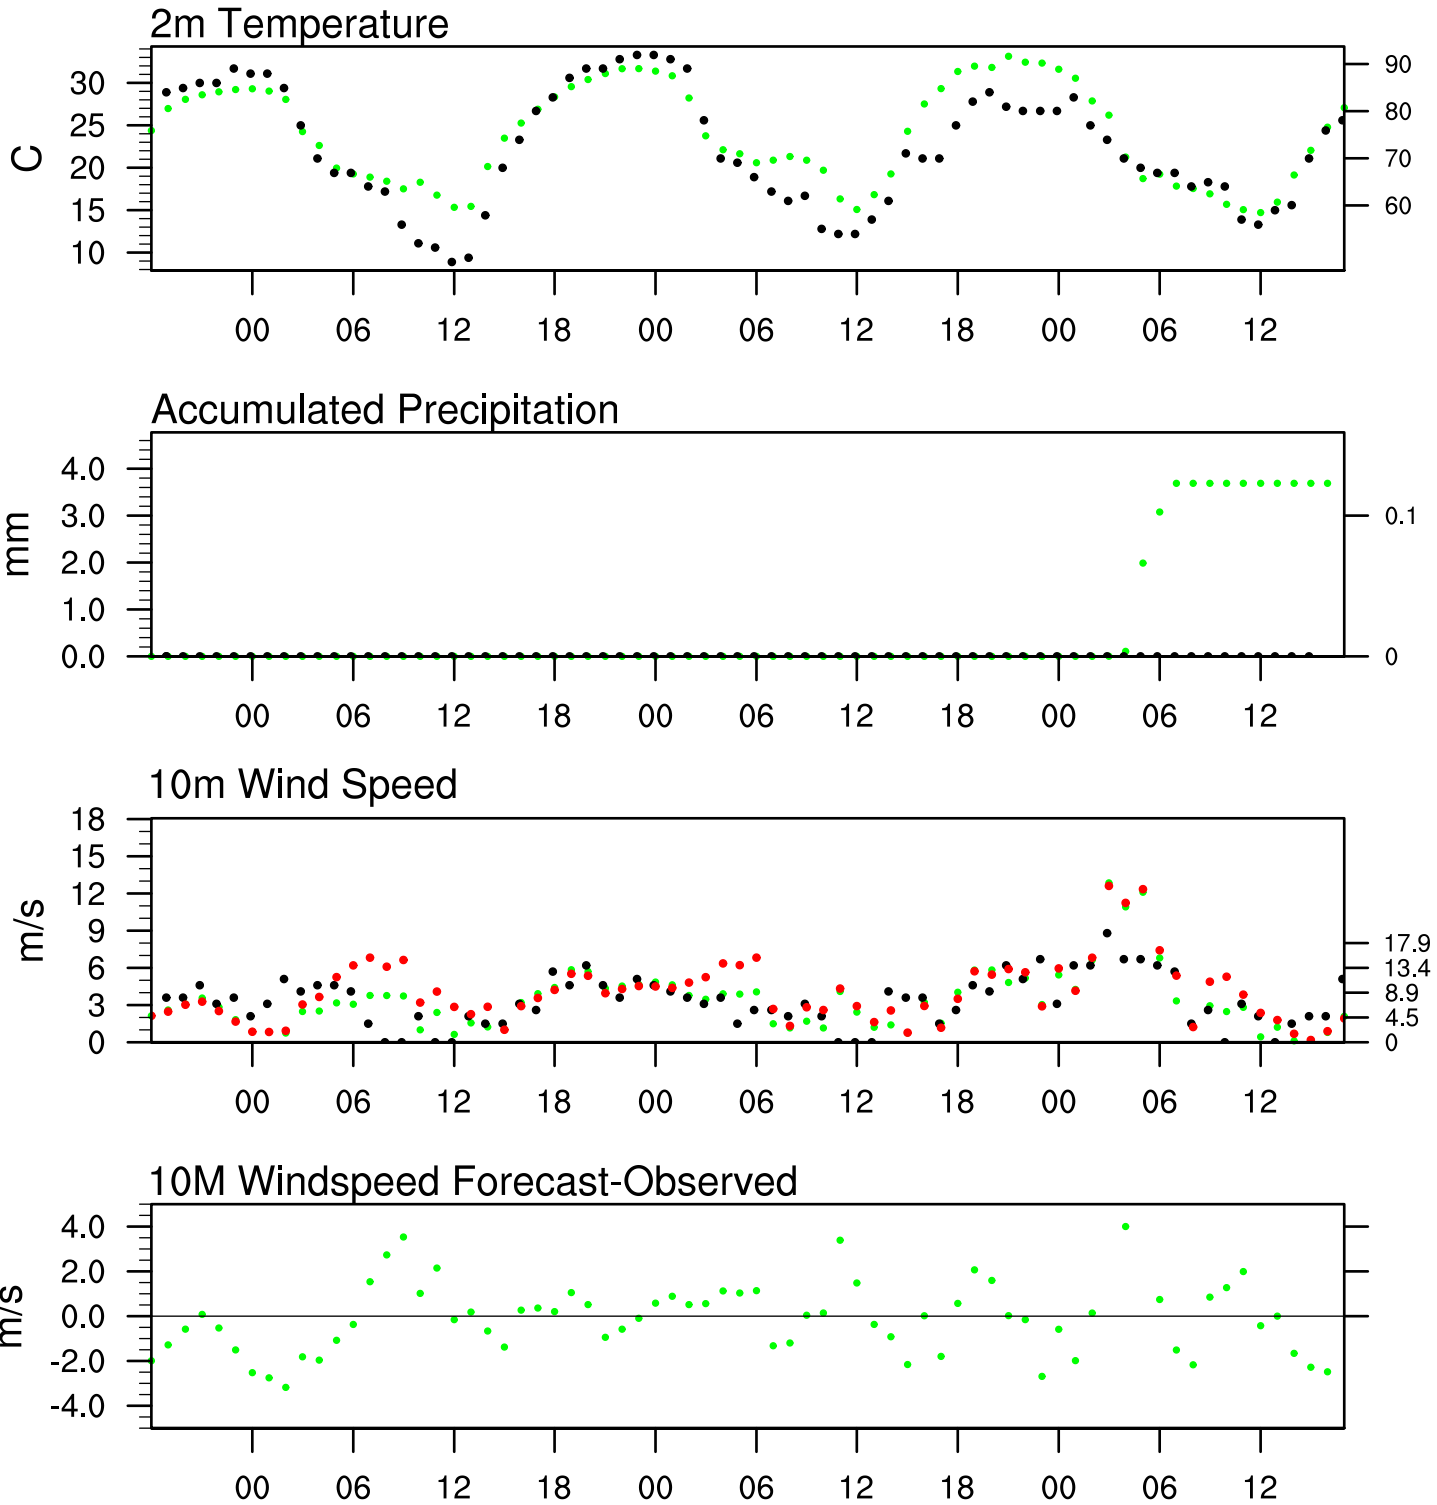 2m Temperature
30
25
20
15
10
C
90
80
70
60
00 06 12 18 00 06 12 18 00 06 12
Accumulated Precipitation
4.0
3.0
2.0
1.0
0.0
mm
0.1
0
00 06 12 18 00 06 12 18 00 06 12
10m Wind Speed
18
15
12
9
6
3
0
m/s
17.9
13.4
8.9
4.5
0
00 06 12 18 00 06 12 18 00 06 12
10M Windspeed Forecast-Observed
4.0
2.0
0.0
-2.0
-4.0
m/s
00 06 12 18 00 06 12 18 00 06 12